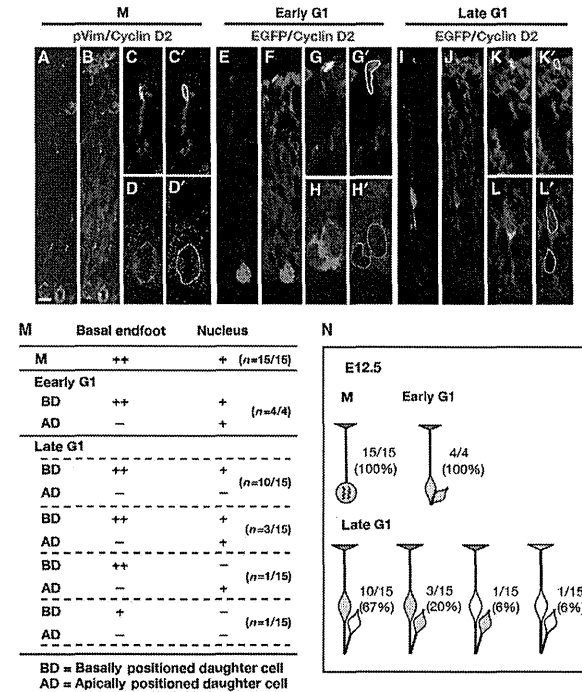 M Early G1 Late G1
pVim/Cyclin D2 EGFP/Cyclin D2 EGFP/Cyclin D2
A B C C′ E F G G′ I J K K′
D D′ H H′ L L′
M Basal endfoot Nucleus
M ++ + (n=15/15)
Eearly G1
BD ++ +
(n=4/4)
AD – +
Late G1
BD ++ +
(n=10/15)
AD – –
BD ++ +
(n=3/15)
AD – +
BD ++ –
(n=1/15)
AD – +
BD + –
(n=1/15)
AD – –
BD = Basally positioned daughter cell
AD = Apically positioned daughter cell
N
E12.5
M Early G1
15/15 4/4
(100%) (100%)
Late G1
10/15 3/15 1/15 1/15
(67%) (20%) (6%) (6%)